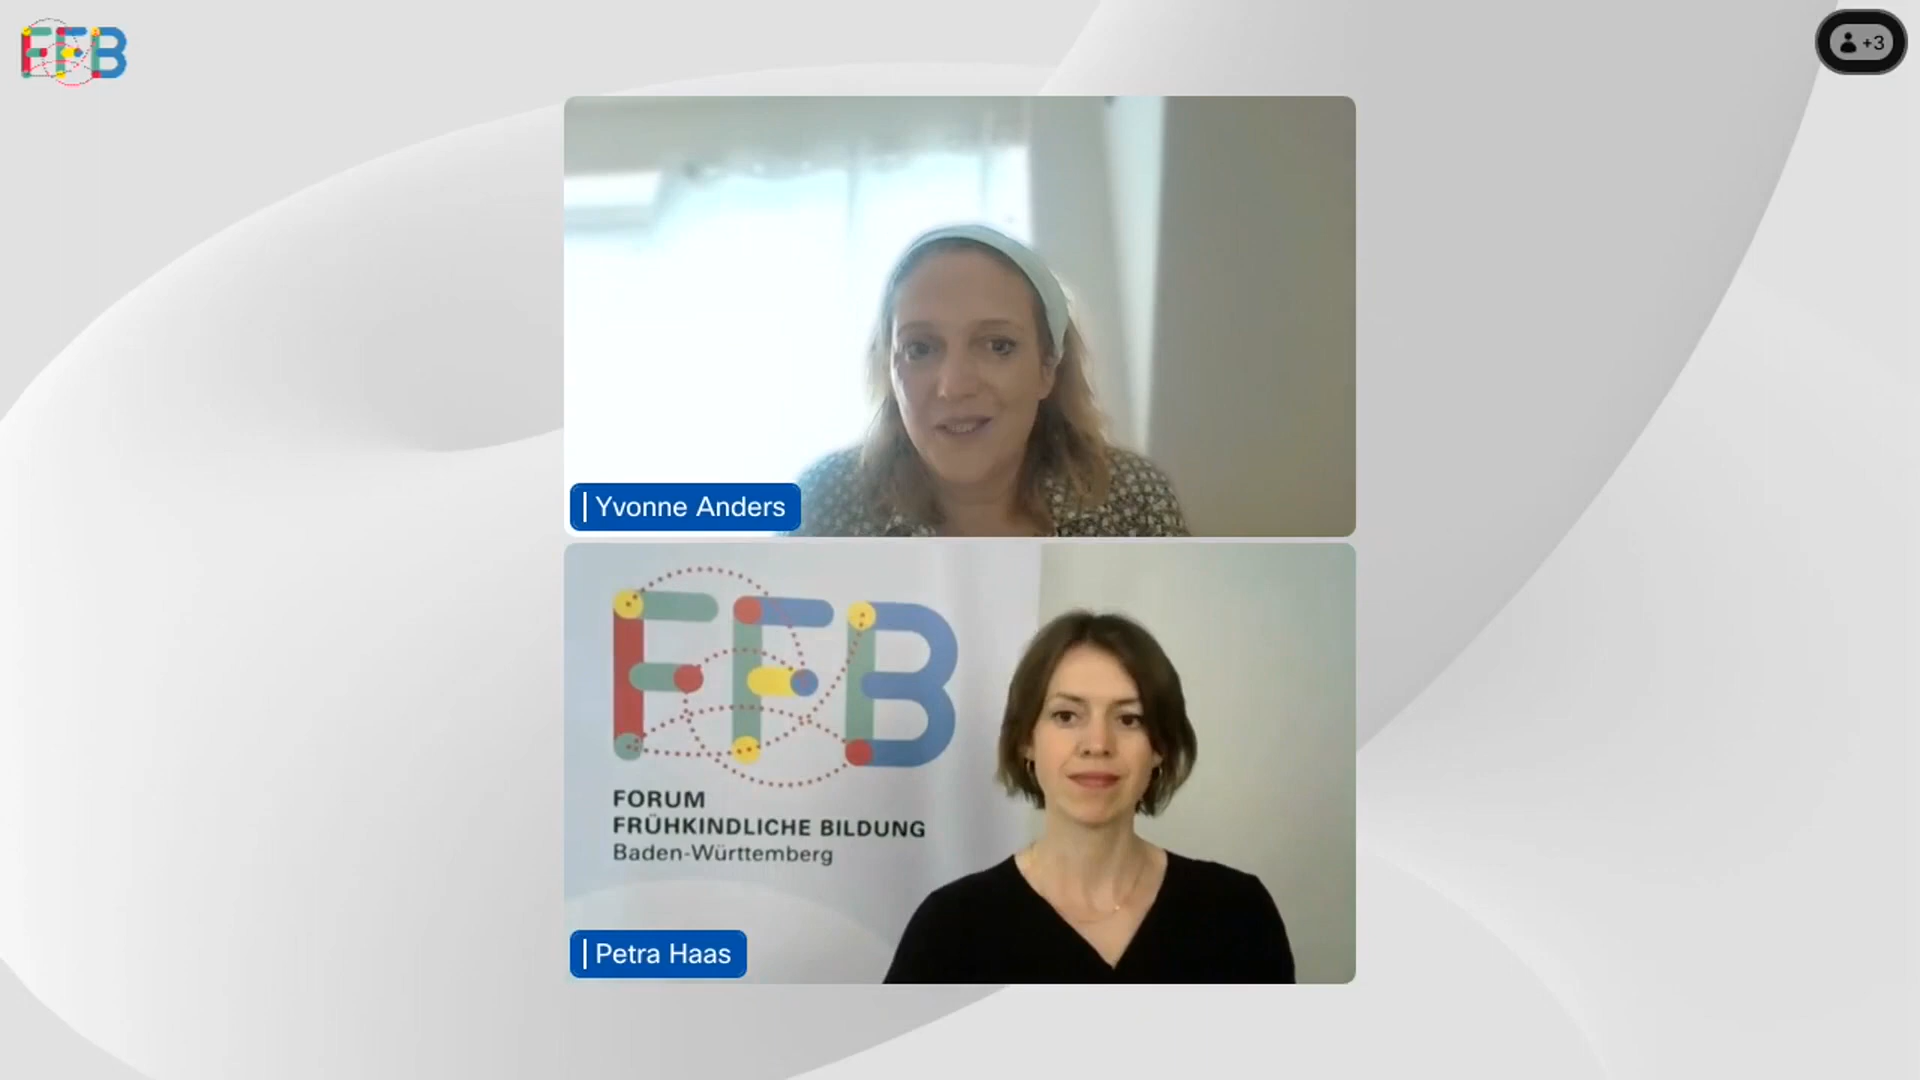 FFB
+3
Yvonne Anders
FFB
FORUM
FRÜHKINDLICHE BILDUNG
Baden-Württemberg
Petra Haas